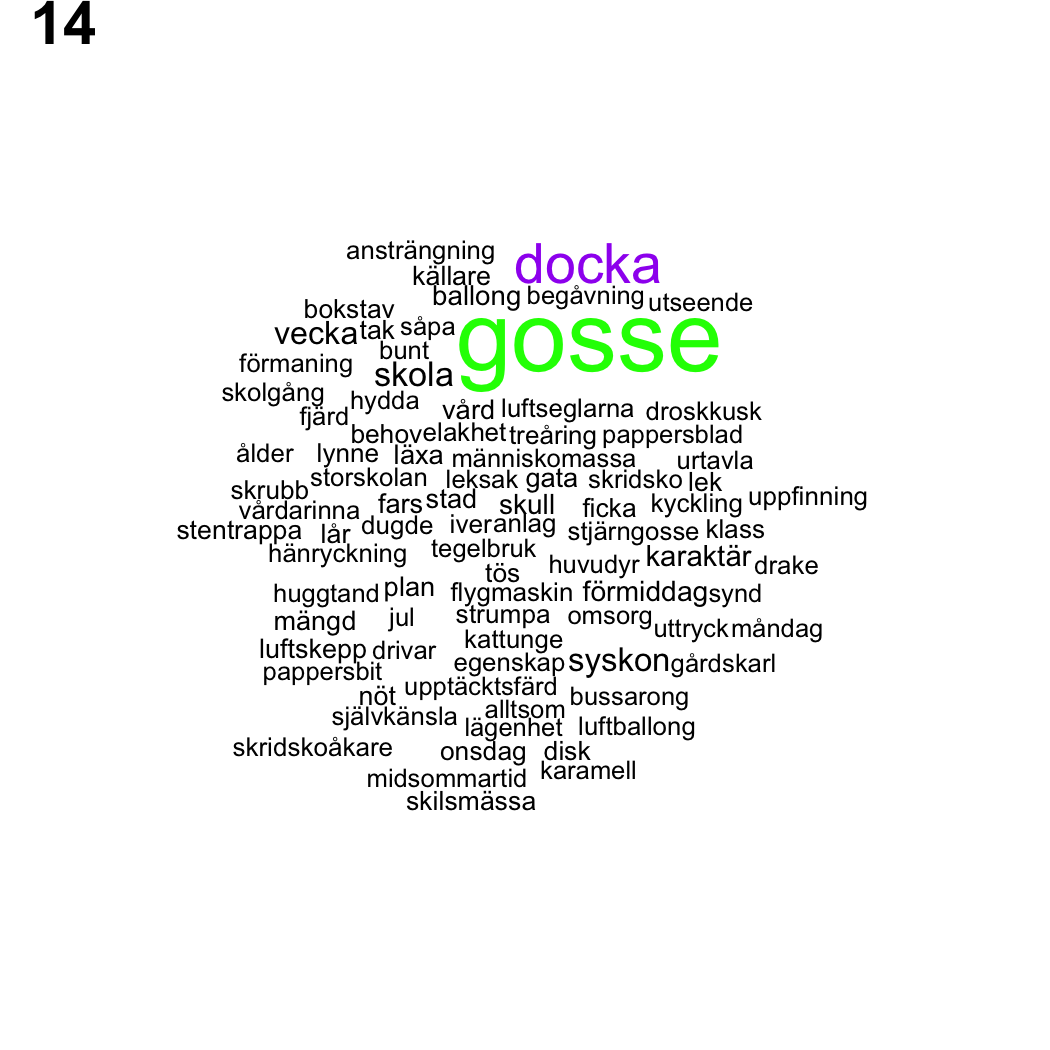 14
ansträngning docka
källare
ballong begåvning utseende
bokstav
vecka tak såpa gosse
bunt
förmaning
skola
skolgång hydda
fjärd vård luftseglarna droskkusk
behov elakhet treåring pappersblad
ålder lynne läxa människomassa urtavla
storskolan leksak gata skridsko lek
skrubb fars stad skull ficka kyckling uppfinning
vårdarinna
stentrappa lår dugde iver anlag stjärngosse klass
hänryckning tegelbruk huvudyr karaktär drake
tös
huggtand plan flygmaskin förmiddag synd
mängd jul strumpa omsorg uttryck måndag
kattunge
luftskepp drivar egenskap syskon gårdskarl
pappersbit
nöt upptäcktsfärd bussarong
självkänsla alltsom
lägenhet luftballong
skridskoåkare onsdag disk
midsommartid karamell
skilsmässa